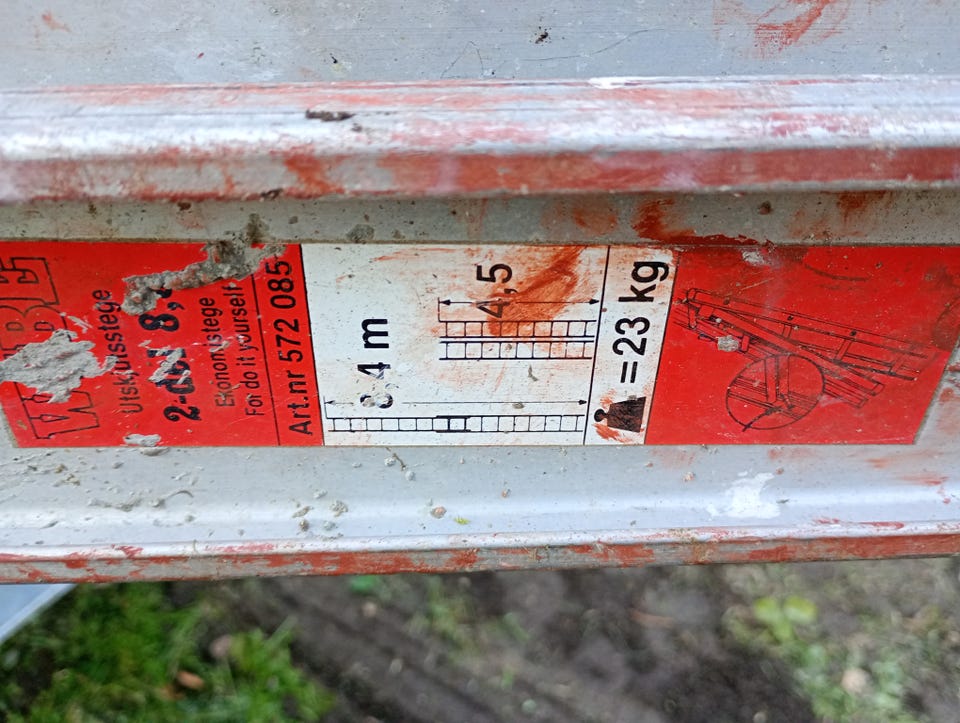 WIBE
Utskjutsstege
2-del 8,4
Ekonomistege
For do it yourself
Art.nr 572 085
8,4 m
4,5
=23 kg